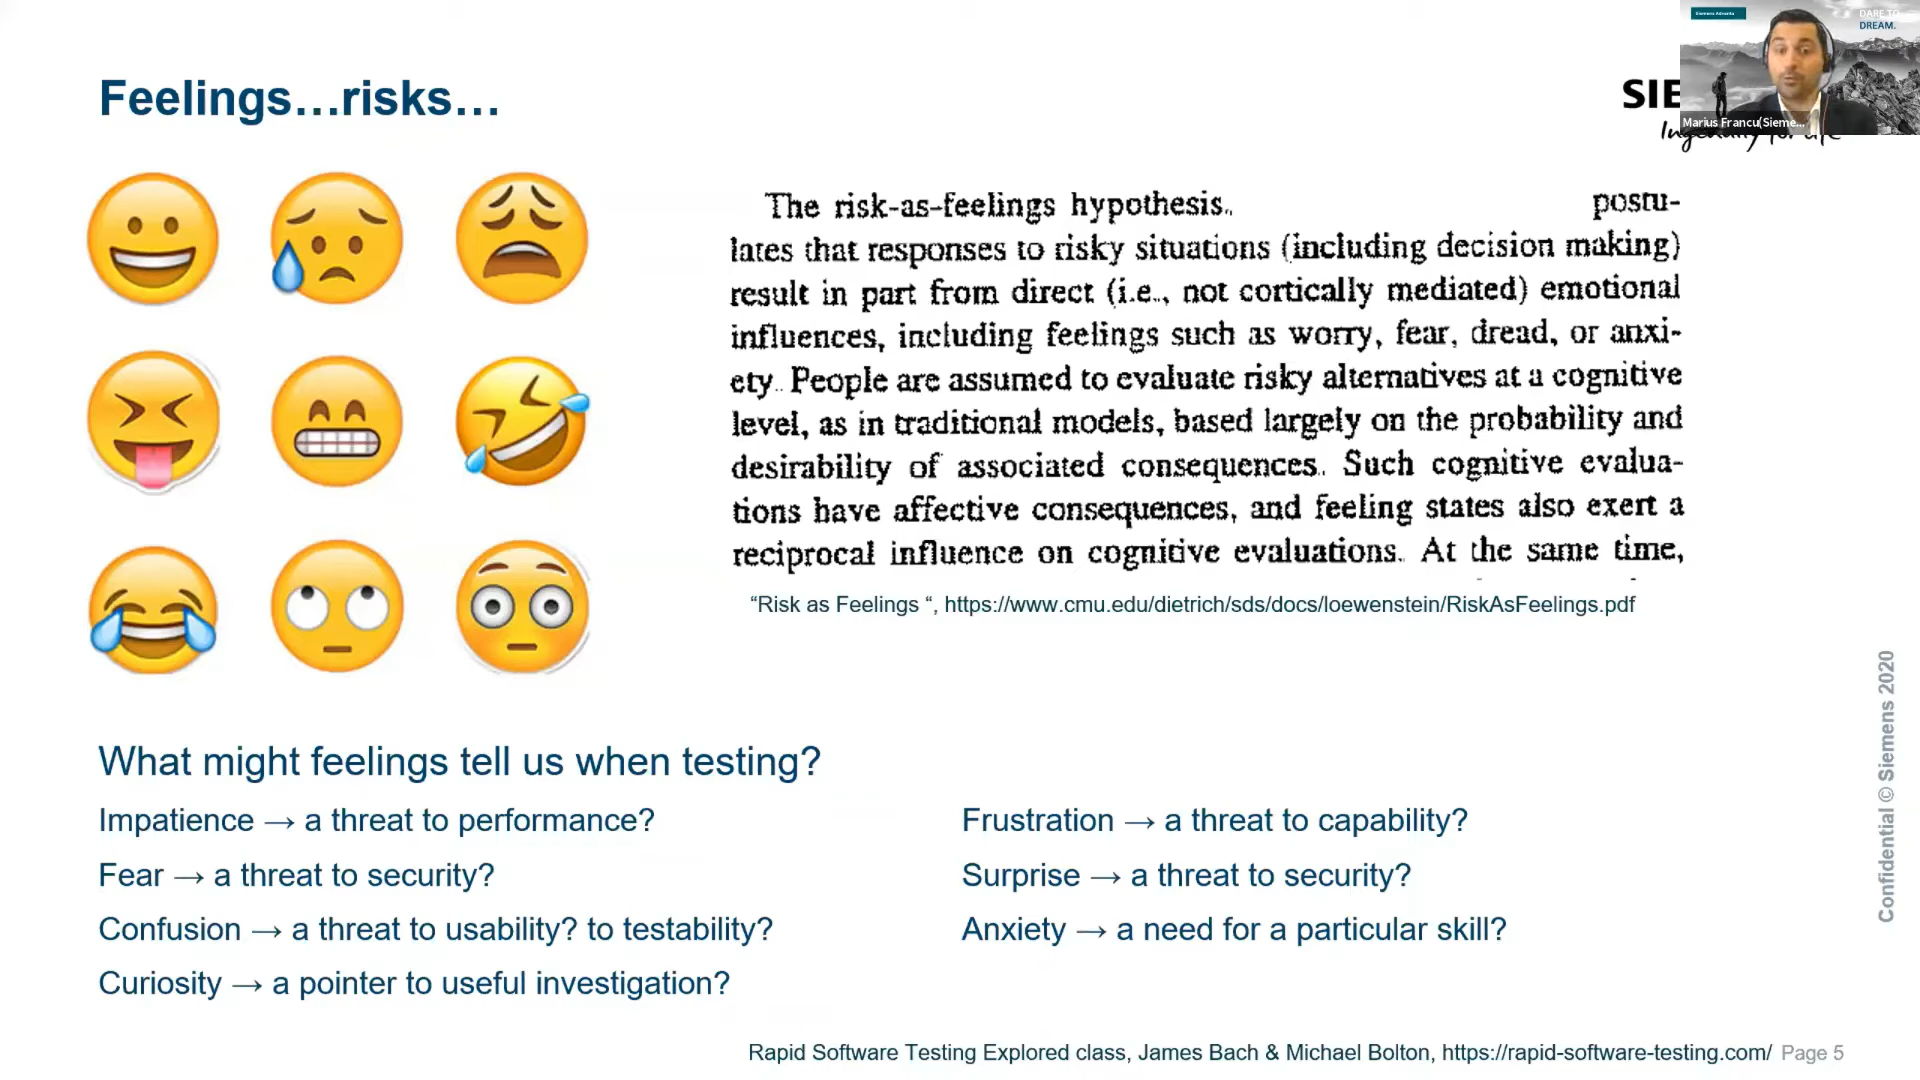 Siemens Advanta
DARE TO
DREAM.
Marius Francu(Sieme...
Feelings…risks…
SIE
The risk-as-feelings hypothesis. postu-
lates that responses to risky situations (including decision making)
result in part from direct (i.e., not cortically mediated) emotional
influences, including feelings such as worry, fear, dread, or anxi-
ety. People are assumed to evaluate risky alternatives at a cognitive
level, as in traditional models, based largely on the probability and
desirability of associated consequences. Such cognitive evalua-
tions have affective consequences, and feeling states also exert a
reciprocal influence on cognitive evaluations. At the same time,
“Risk as Feelings “, https://www.cmu.edu/dietrich/sds/docs/loewenstein/RiskAsFeelings.pdf
What might feelings tell us when testing?
Impatience → a threat to performance?
Fear → a threat to security?
Confusion → a threat to usability? to testability?
Curiosity → a pointer to useful investigation?
Frustration → a threat to capability?
Surprise → a threat to security?
Anxiety → a need for a particular skill?
Confidential © Siemens 2020
Rapid Software Testing Explored class, James Bach & Michael Bolton, https://rapid-software-testing.com/ Page 5